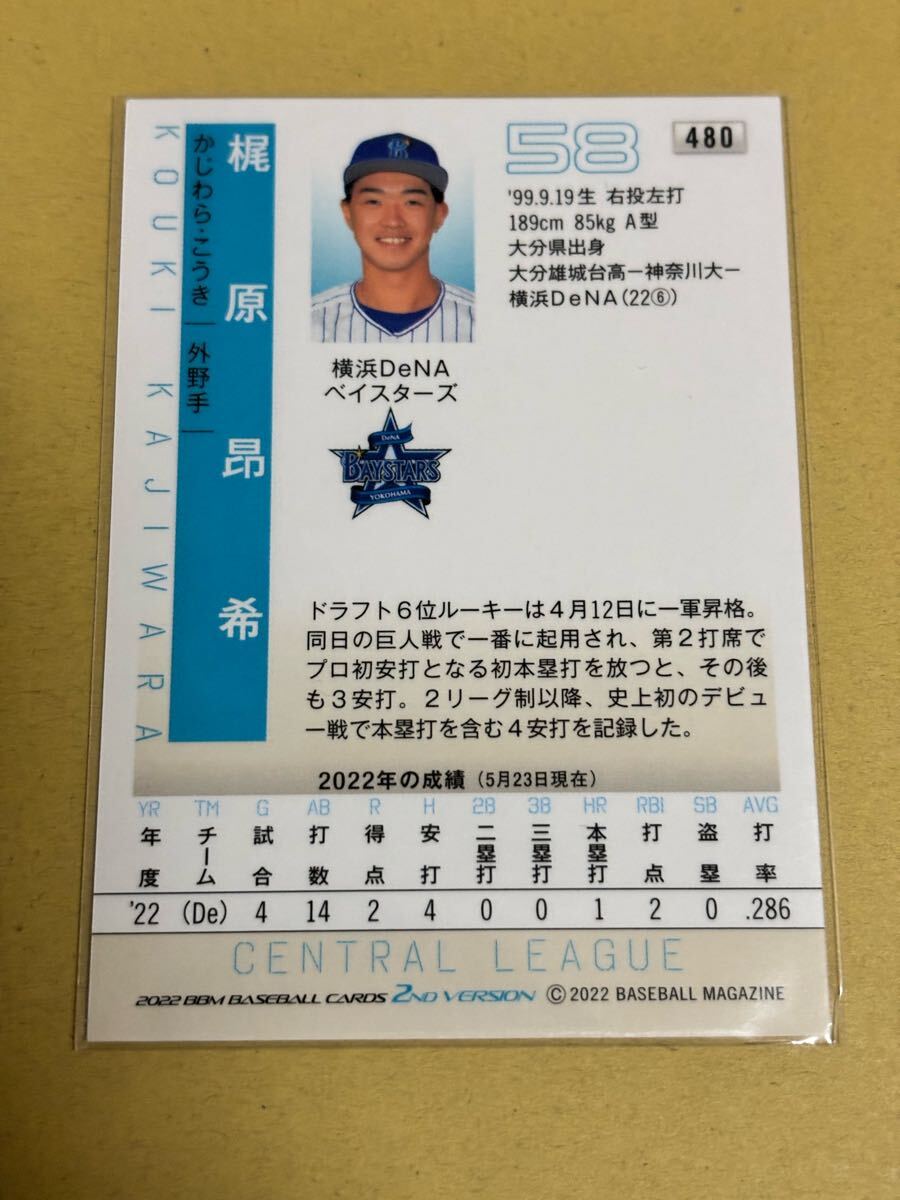 KOUKI KAJIWARA
かじわら・こうき 外野手
梶原昂希
58
480
'99.9.19生 右投左打
189cm 85kg A型
大分県出身
大分雄城台高ー神奈川大ー
横浜DeNA(22⑥)
横浜DeNA
ベイスターズ
DeNA
BAYSTARS
YOKOHAMA
ドラフト6位ルーキーは4月12日に一軍昇格。
同日の巨人戦で一番に起用され、第2打席で
プロ初安打となる初本塁打を放つと、その後
も3安打。2リーグ制以降、史上初のデビュ
ー戦で本塁打を含む4安打を記録した。
2022年の成績(5月23日現在)
YR TM G AB R H 2B 3B HR RBI SB AVG
年度 チーム 試合 打数 得点 安打 二塁打 三塁打 本塁打 打点 盗塁 打率
'22 (De) 4 14 2 4 0 0 1 2 0 .286
CENTRAL LEAGUE
2022 BBM BASEBALL CARDS 2ND VERSION © 2022 BASEBALL MAGAZINE